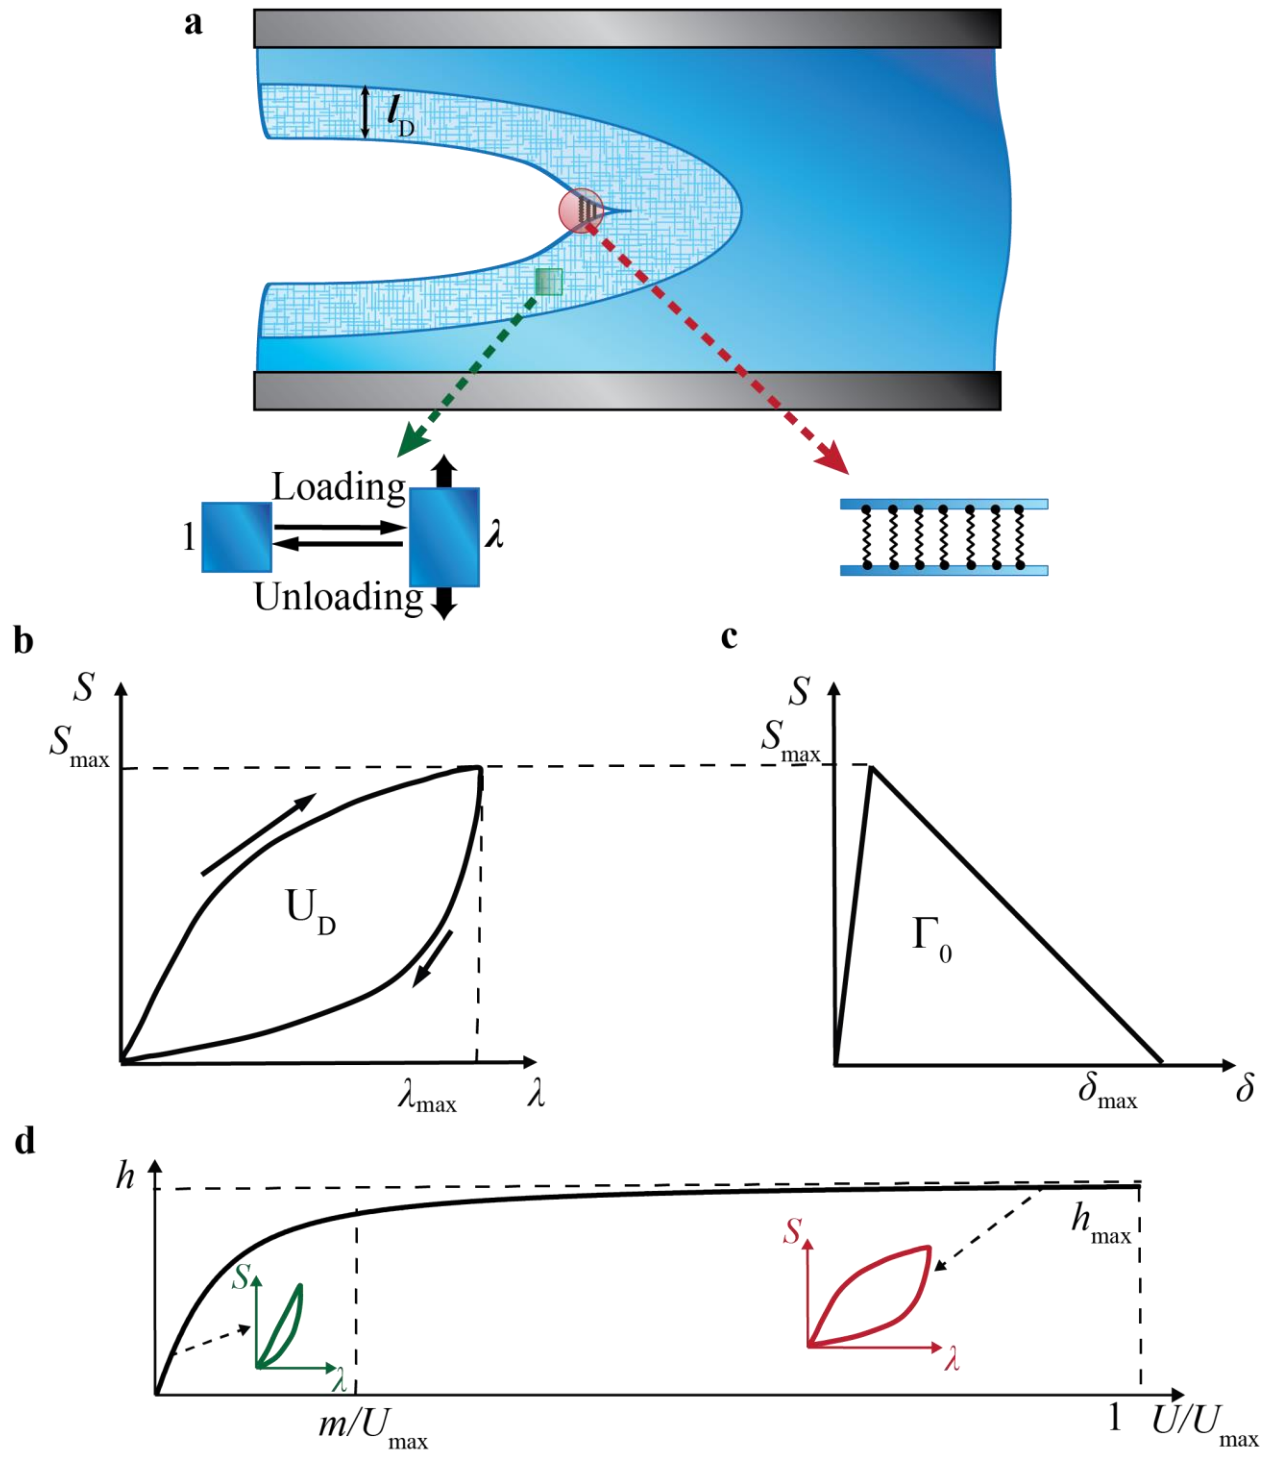 a
l_D
Loading
1
λ
Unloading
b
c
S
S_max
U_D
λ_max
λ
S
S_max
Γ_0
δ_max
δ
d
h
h_max
S
λ
S
λ
m/U_max
1
U/U_max